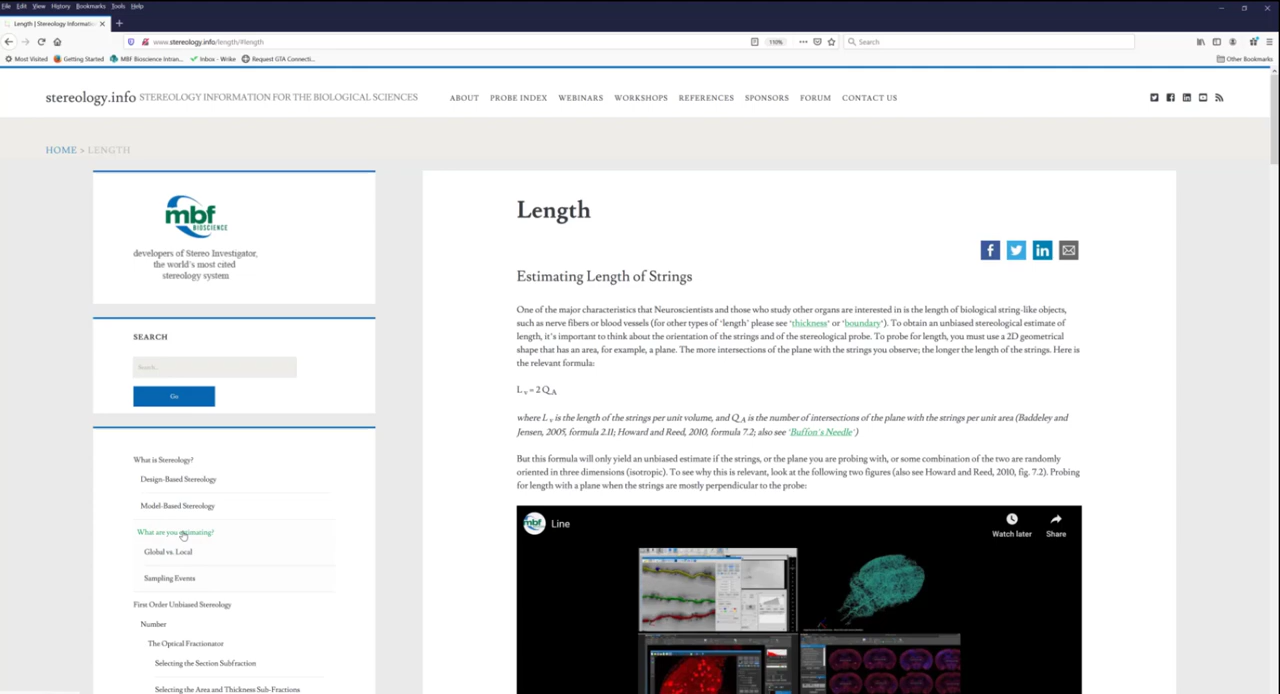 File Edit View History Bookmarks Tools Help
Length | Stereology Informatio
www.stereology.info/length/#length
110%
Search
Most Visited
Getting Started
MBF Bioscience Intran...
Inbox - Wrike
Request GTA Connecti...
Other Bookmarks
stereology.info STEREOLOGY INFORMATION FOR THE BIOLOGICAL SCIENCES
ABOUT PROBE INDEX WEBINARS WORKSHOPS REFERENCES SPONSORS FORUM CONTACT US
HOME > LENGTH
mbf
BIOSCIENCE
developers of Stereo Investigator,
the world's most cited
stereology system
SEARCH
Search...
Go
What is Stereology?
Design-Based Stereology
Model-Based Stereology
What are you estimating?
Global vs. Local
Sampling Events
First Order Unbiased Stereology
Number
The Optical Fractionator
Selecting the Section Subfraction
Selecting the Area and Thickness Sub-Fractions
Length
Estimating Length of Strings
One of the major characteristics that Neuroscientists and those who study other organs are interested in is the length of biological string-like objects,
such as nerve fibers or blood vessels (for other types of 'length' please see 'thickness' or 'boundary'). To obtain an unbiased stereological estimate of
length, it's important to think about the orientation of the strings and of the stereological probe. To probe for length, you must use a 2D geometrical
shape that has an area, for example, a plane. The more intersections of the plane with the strings you observe; the longer the length of the strings. Here is
the relevant formula:
L v = 2 Q A
where L v is the length of the strings per unit volume, and Q A is the number of intersections of the plane with the strings per unit area (Baddeley and
Jensen, 2005, formula 2.11; Howard and Reed, 2010, formula 7.2; also see 'Buffon's Needle')
But this formula will only yield an unbiased estimate if the strings, or the plane you are probing with, or some combination of the two are randomly
oriented in three dimensions (isotropic). To see why this is relevant, look at the following two figures (also see Howard and Reed, 2010, fig. 7.2). Probing
for length with a plane when the strings are mostly perpendicular to the probe:
mbf
Line
Watch later
Share